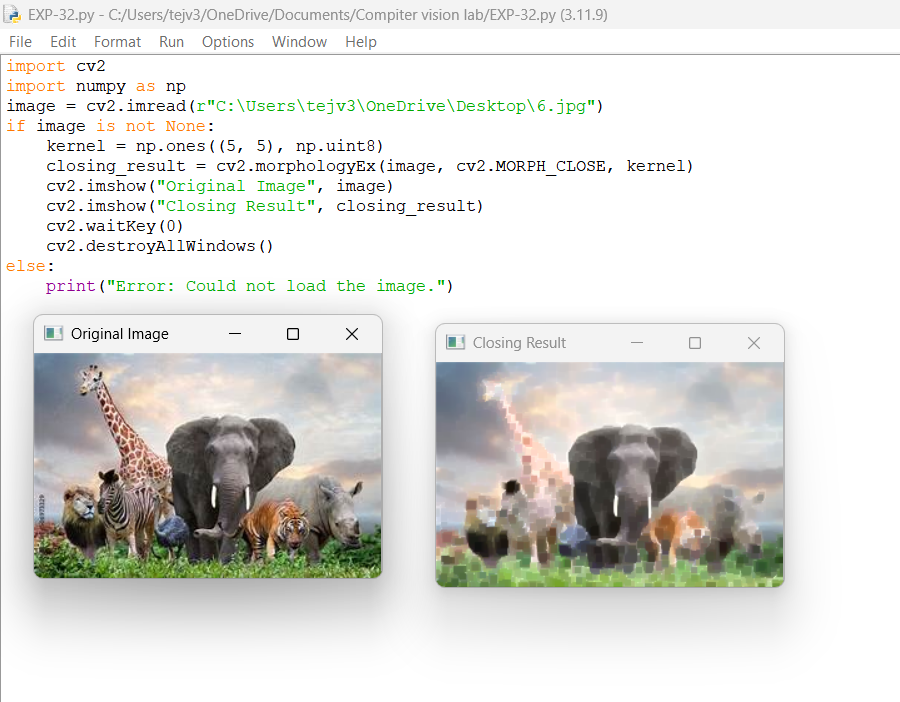 EXP-32.py - C:/Users/tejv3/OneDrive/Documents/Compiter vision lab/EXP-32.py (3.11.9)
File Edit Format Run Options Window Help
import cv2
import numpy as np
image = cv2.imread(r"C:\Users\tejv3\OneDrive\Desktop\6.jpg")
if image is not None:
    kernel = np.ones((5, 5), np.uint8)
    closing_result = cv2.morphologyEx(image, cv2.MORPH_CLOSE, kernel)
    cv2.imshow("Original Image", image)
    cv2.imshow("Closing Result", closing_result)
    cv2.waitKey(0)
    cv2.destroyAllWindows()
else:
    print("Error: Could not load the image.")
Original Image
Closing Result